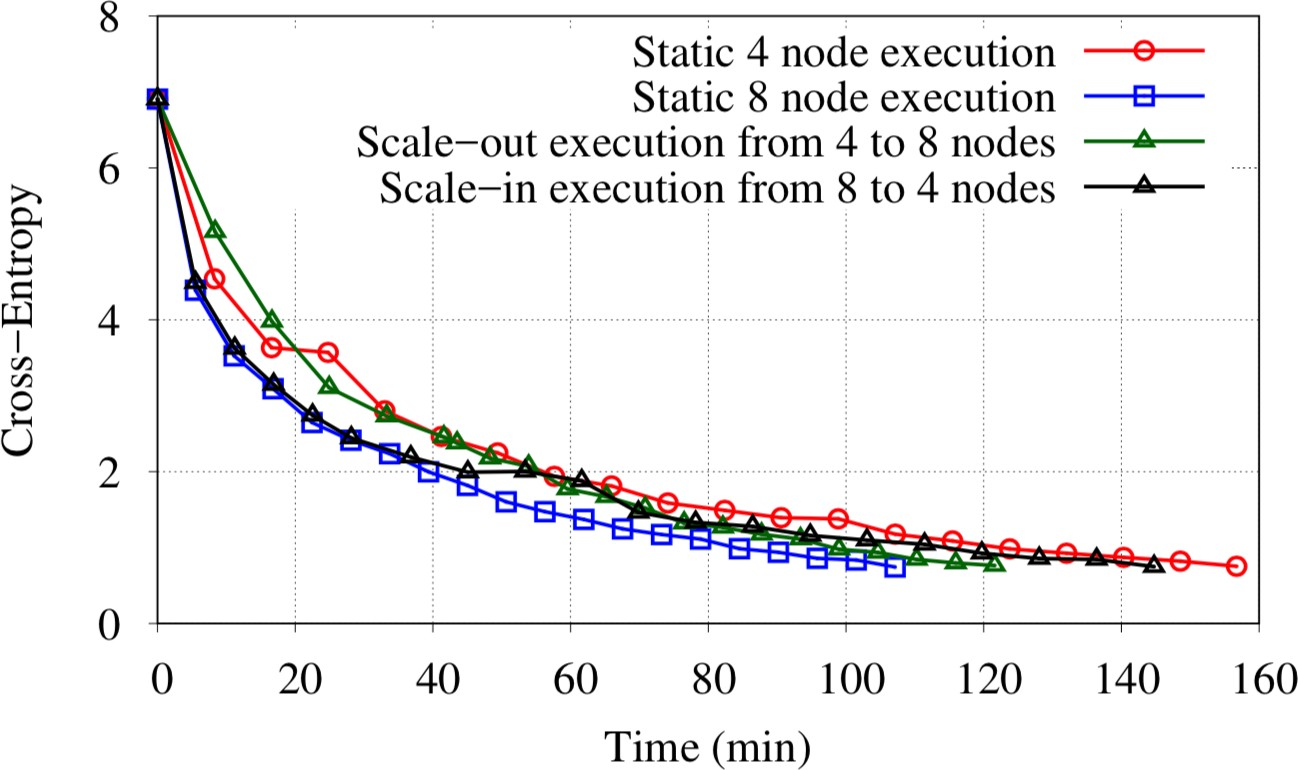 8
6
4
2
0
Cross−Entropy
Static 4 node execution
Static 8 node execution
Scale−out execution from 4 to 8 nodes
Scale−in execution from 8 to 4 nodes
0 20 40 60 80 100 120 140 160
Time (min)